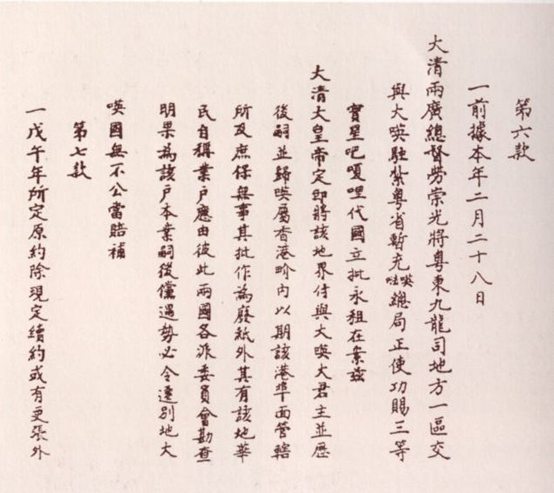 第六款
一前據本年二月二十八日
大清兩廣總督勞崇光將粵東九龍司地方一區交
與大㖟駐紮粵省暫充㖟㗖總局正使功賜三等
寶星吧嗄哩代國立批永租在案茲
大清大皇帝定即將該地界付與大㖟大君主並歷
後嗣並歸㖟屬香港界內以期該港埠面管轄
所及庶保無事其批作為廢紙外其有該地華
民自稱業戶應由彼此兩國各派委員會勘查
明果為該戶本業嗣後儻遇勢必令遷別地大
㖟國無不公當賠補
第七款
一戊午年所定原約除現定續約或有更張外